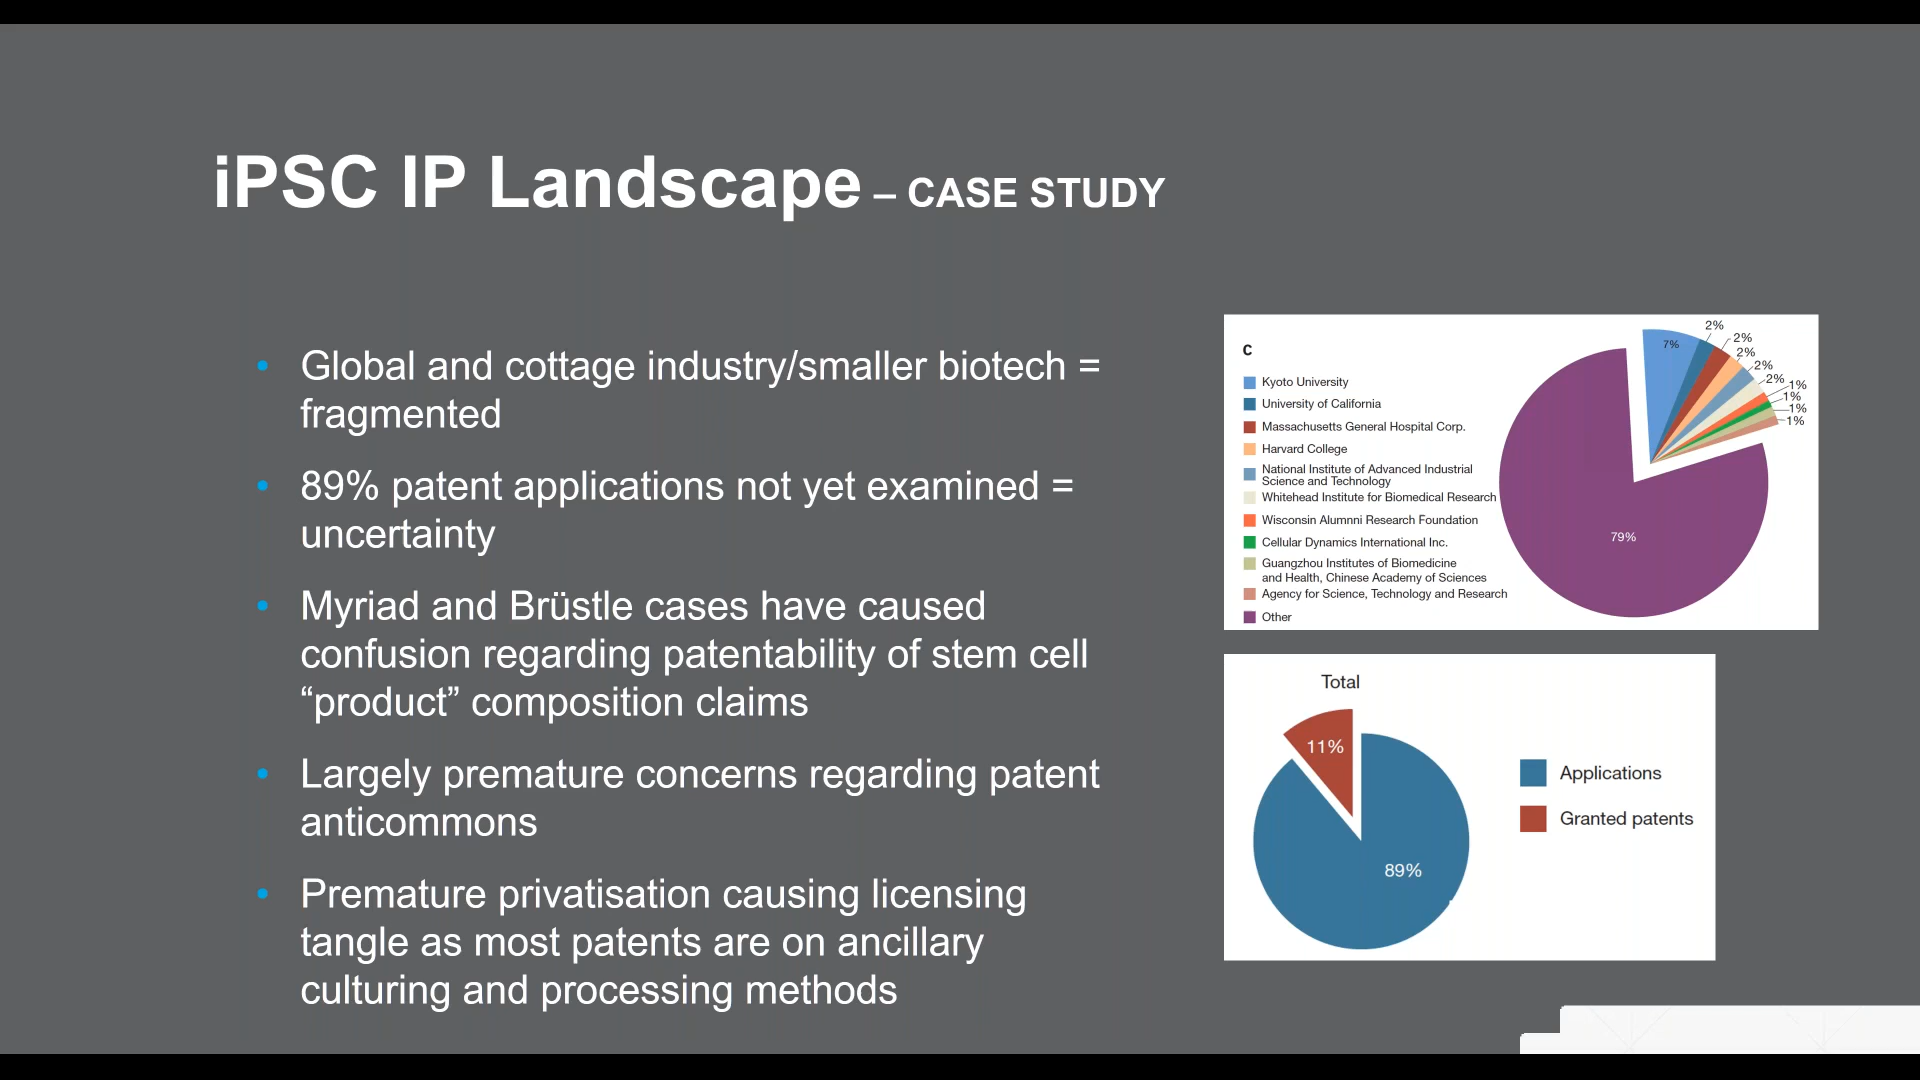 iPSC IP Landscape – CASE STUDY
• Global and cottage industry/smaller biotech =
fragmented
• 89% patent applications not yet examined =
uncertainty
• Myriad and Brüstle cases have caused
confusion regarding patentability of stem cell
“product” composition claims
• Largely premature concerns regarding patent
anticommons
• Premature privatisation causing licensing
tangle as most patents are on ancillary
culturing and processing methods
c
Kyoto University
University of California
Massachusetts General Hospital Corp.
Harvard College
National Institute of Advanced Industrial
Science and Technology
Whitehead Institute for Biomedical Research
Wisconsin Alumnni Research Foundation
Cellular Dynamics International Inc.
Guangzhou Institutes of Biomedicine
and Health, Chinese Academy of Sciences
Agency for Science, Technology and Research
Other
7%
2%
2%
2%
2%
2%
1%
1%
1%
1%
79%
Total
11%
89%
Applications
Granted patents